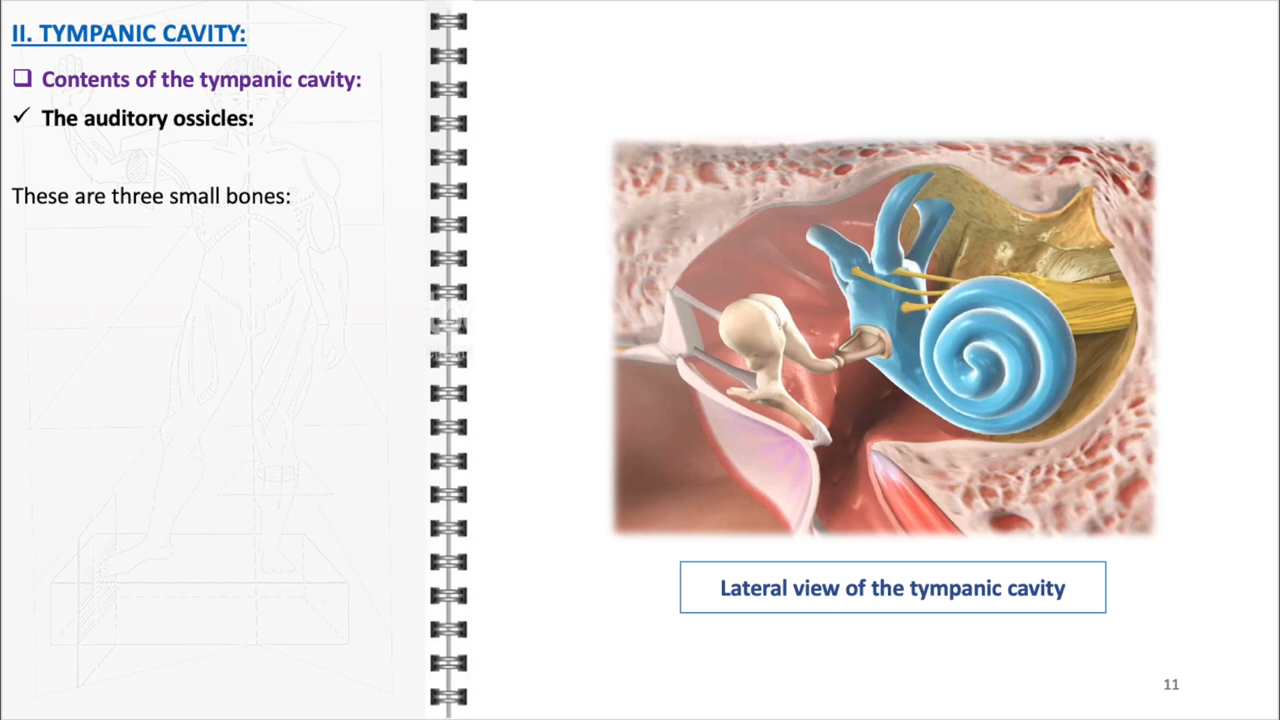 II. TYMPANIC CAVITY:
❑ Contents of the tympanic cavity:
✓ The auditory ossicles:
These are three small bones:
Lateral view of the tympanic cavity
11